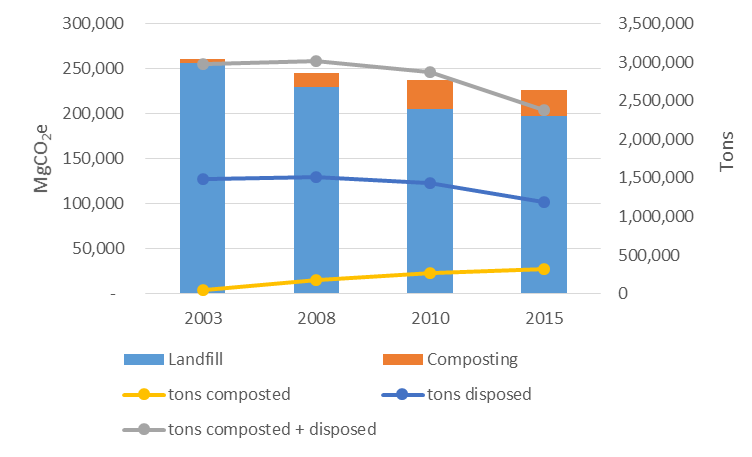 300,000
250,000
200,000
150,000
100,000
50,000
-
MgCO₂e
3,500,000
3,000,000
2,500,000
2,000,000
1,500,000
1,000,000
500,000
0
Tons
2003 2008 2010 2015
Landfill Composting
tons composted tons disposed
tons composted + disposed